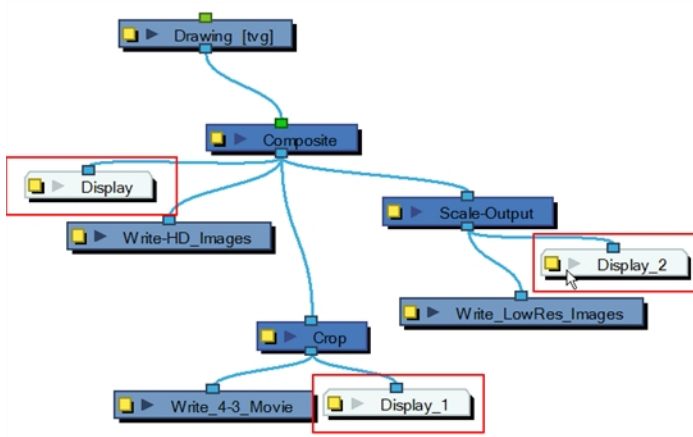 Drawing [tvg]
Composite
Display
Write-HD_Images
Scale-Output
Display_2
Write_LowRes_Images
Crop
Write_4-3_Movie
Display_1